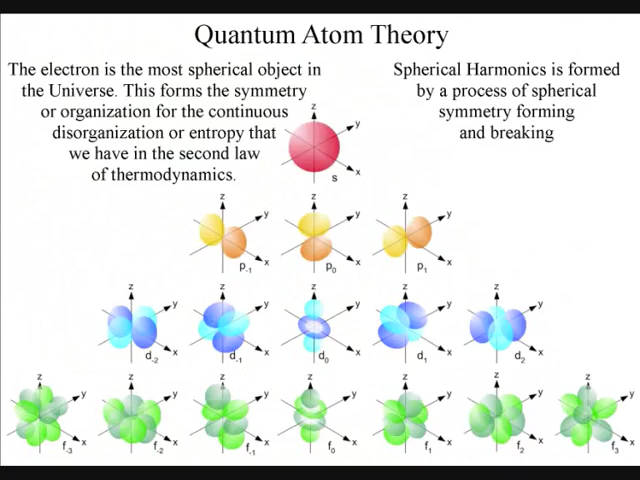 Quantum Atom Theory
The electron is the most spherical object in
the Universe. This forms the symmetry
or organization for the continuous
disorganization or entropy that
we have in the second law
of thermodynamics.
Spherical Harmonics is formed
by a process of spherical
symmetry forming
and breaking
z y x s
z y x p-1
z y x p0
z y x p1
z y x d-2
z y x d-1
z y x d0
z y x d1
z y x d2
z y x f-3
z y x f-2
z y x f-1
z y x f0
z y x f1
z y x f2
z y x f3